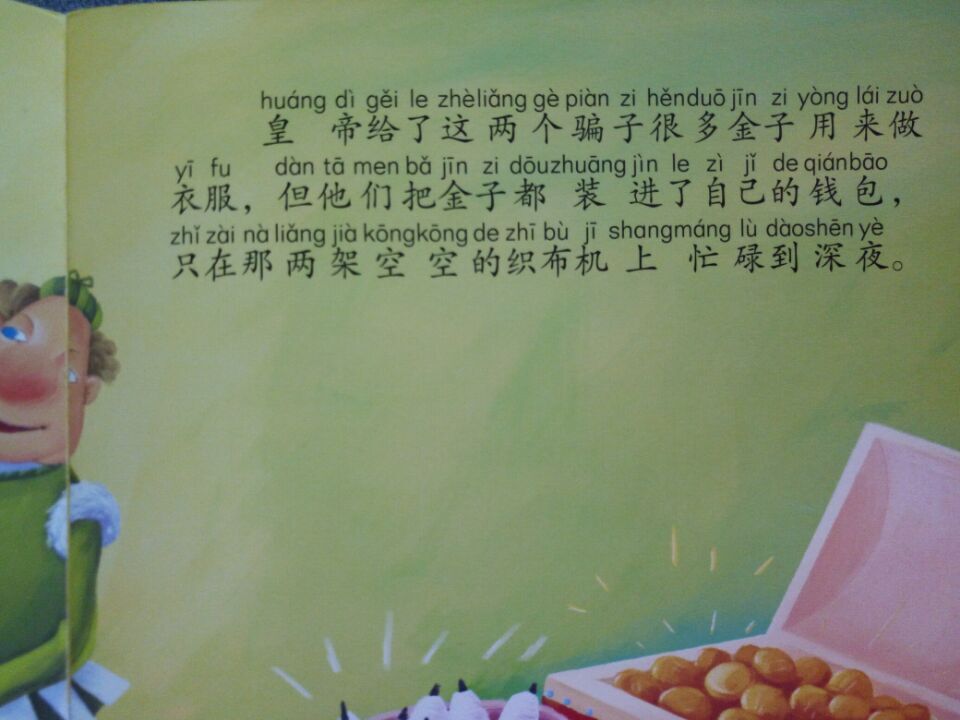 huáng dì gěi le zhèliǎng gè piàn zi hěnduō jīn zi yòng lái zuò
皇帝给了这两个骗子很多金子用来做
yī fu dàn tā men bǎ jīn zi dōuzhuāng jìn le zì jǐ de qiánbāo
衣服，但他们把金子都装进了自己的钱包，
zhǐ zài nà liǎng jià kōngkōng de zhī bù jī shangmáng lù dàoshēn yè
只在那两架空空的织布机上忙碌到深夜。